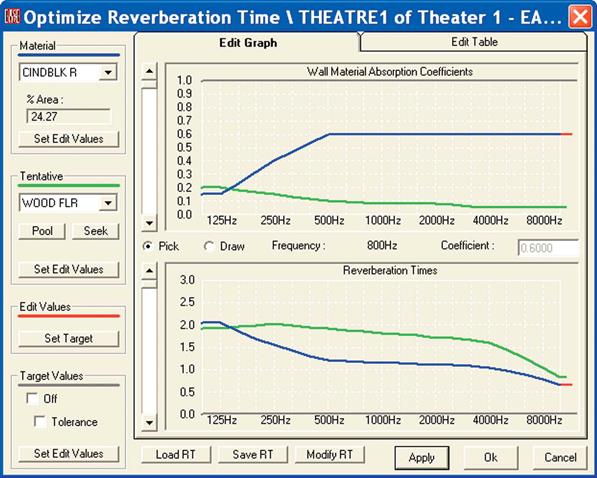 EASE
Optimize Reverberation Time \ THEATRE1 of Theater 1 - EA...
Material
CINDBLK R
% Area :
24.27
Set Edit Values
Tentative
WOOD FLR
Pool
Seek
Set Edit Values
Edit Values
Set Target
Target Values
Off
Tolerance
Set Edit Values
Edit Graph
Edit Table
Wall Material Absorption Coefficients
1.0
0.9
0.8
0.7
0.6
0.5
0.4
0.3
0.2
0.1
0.0
125Hz 250Hz 500Hz 1000Hz 2000Hz 4000Hz 8000Hz
Pick
Draw
Frequency : 800Hz
Coefficient : 0.6000
Reverberation Times
3.0
2.5
2.0
1.5
1.0
0.5
0.0
125Hz 250Hz 500Hz 1000Hz 2000Hz 4000Hz 8000Hz
Load RT
Save RT
Modify RT
Apply
Ok
Cancel